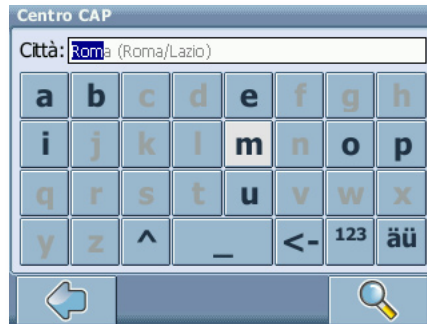 Centro CAP
Città: Roma (Roma/Lazio)
a b c d e f g h
i j k l m n o p
q r s t u v w x
y z ^ _ <- 123 äü